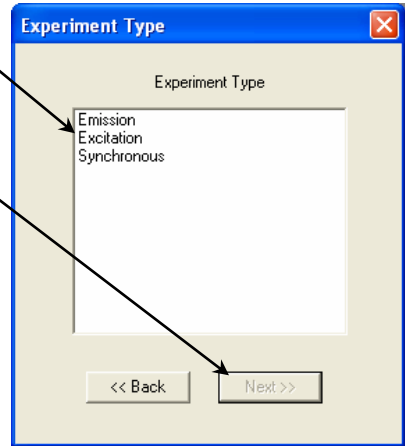 Experiment Type
Experiment Type
Emission
Excitation
Synchronous
<< Back Next >>